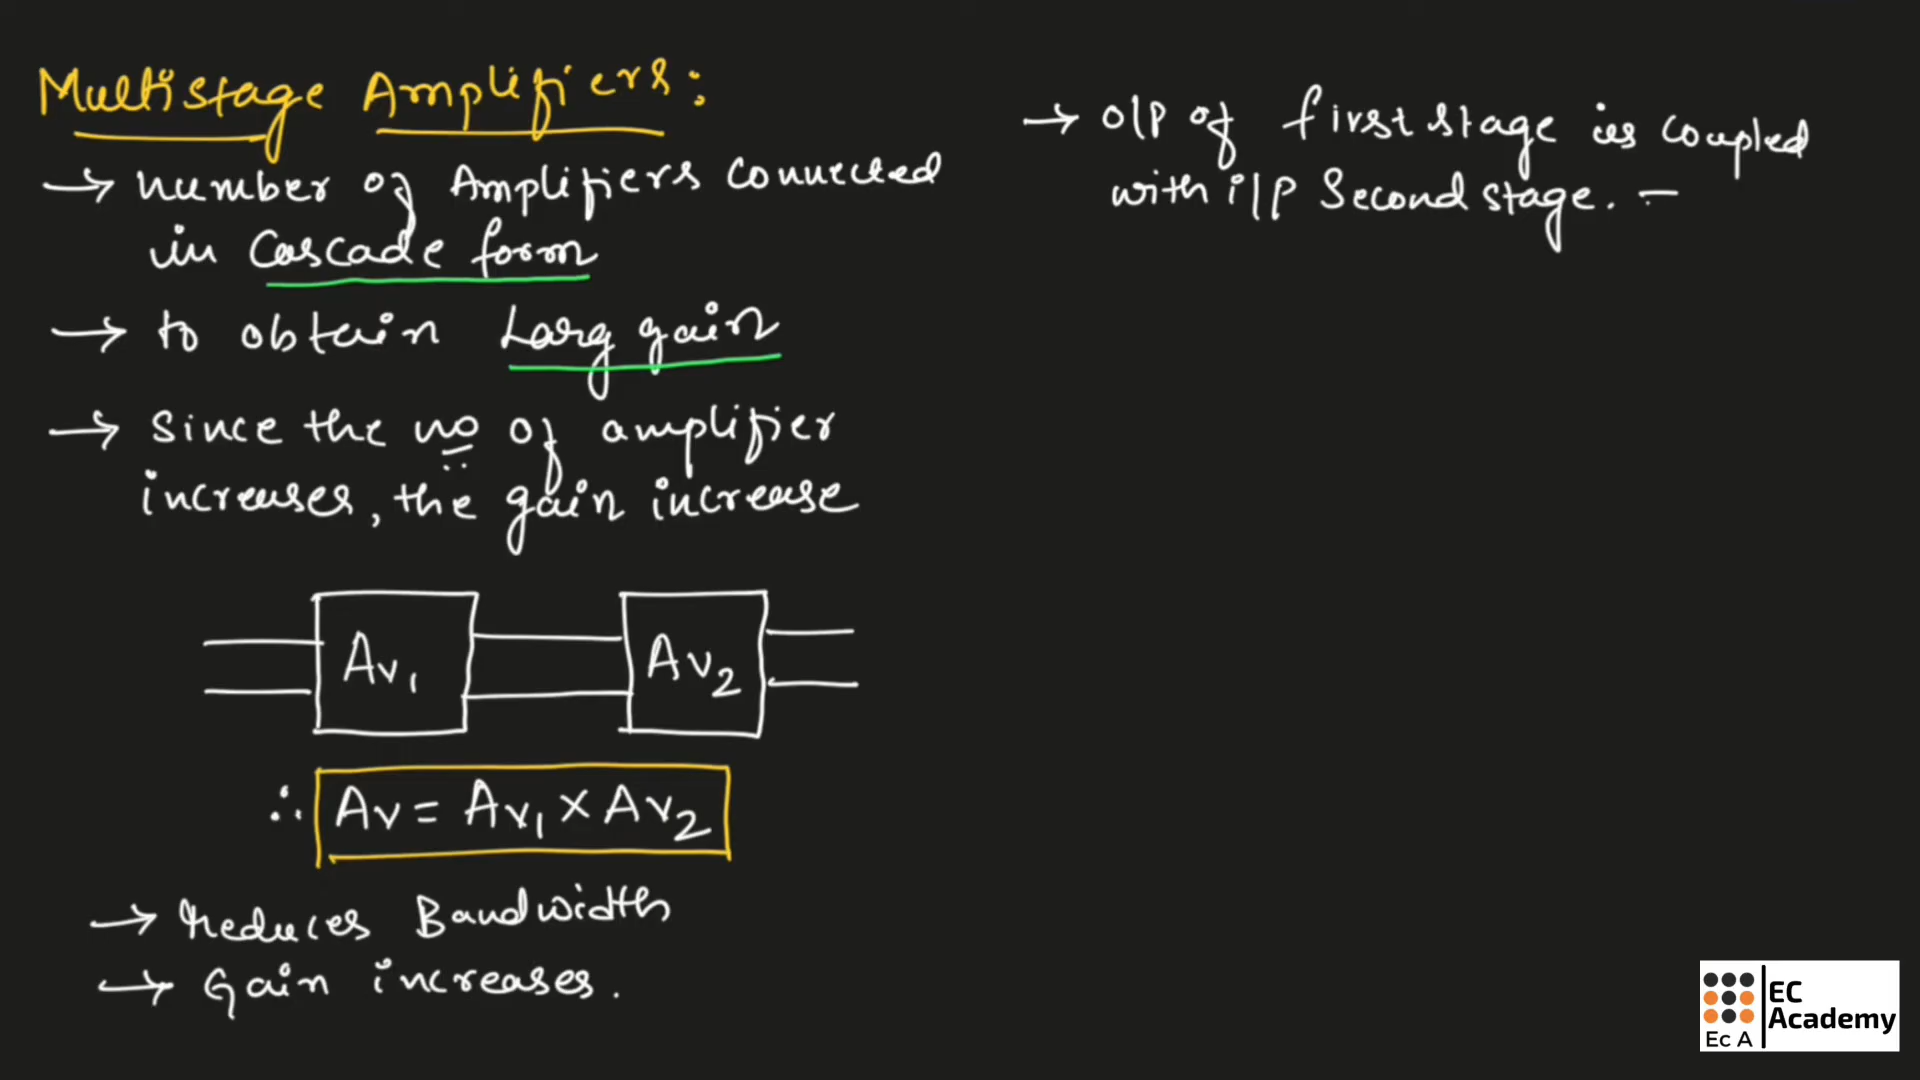 Multistage Amplifiers:
→ number of Amplifiers connected
in Cascade form
→ to obtain Larg gain
→ since the no of amplifier
increases, the gain increase
Av1 Av2
∴ Av = Av1 × Av2
→ reduces Bandwidth
→ Gain increases.
→ O/P of first stage is coupled
with i/P Second stage. –
EC
Academy
Ec A